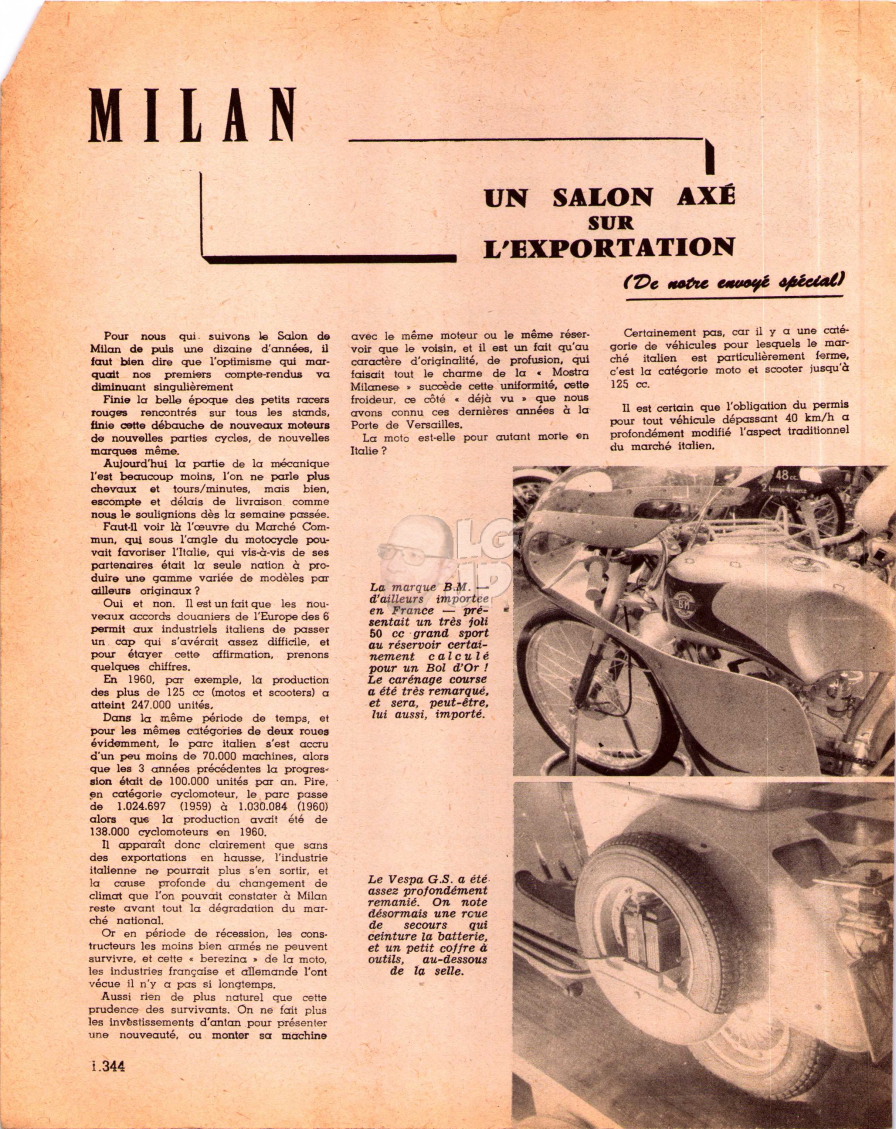 MILAN
UN SALON AXÉ
SUR
L'EXPORTATION
(De notre envoyé spécial)
Pour nous qui suivons le Salon de
Milan de puis une dizaine d'années, il
faut bien dire que l'optimisme qui mar-
quait nos premiers compte-rendus va
diminuant singulièrement
Finie la belle époque des petits racers
rouges rencontrés sur tous les stands,
finie cette débauche de nouveaux moteurs
de nouvelles parties cycles, de nouvelles
marques même.
Aujourd'hui la partie de la mécanique
l'est beaucoup moins, l'on ne parle plus
chevaux et tours/minutes, mais bien,
escompte et délais de livraison comme
nous le soulignions dès la semaine passée.
Faut-Il voir là l'œuvre du Marché Com-
mun, qui sous l'angle du motocycle pou-
vait favoriser l'Italie, qui vis-à-vis de ses
partenaires était la seule nation à pro-
duire une gamme variée de modèles par
ailleurs originaux ?
Oui et non. Il est un fait que les nou-
veaux accords douaniers de l'Europe des 6
permit aux industriels italiens de passer
un cap qui s'avérait assez difficile, et
pour étayer cette affirmation, prenons
quelques chiffres.
En 1960, par exemple, la production
des plus de 125 cc (motos et scooters) a
atteint 247.000 unités.
Dans la même période de temps, et
pour les mêmes catégories de deux roues
évidemment, le parc italien s'est accru
d'un peu moins de 70.000 machines, alors
que les 3 années précédentes la progres-
sion était de 100.000 unités par an. Pire,
en catégorie cyclomoteur, le parc passe
de 1.024.697 (1959) à 1.030.084 (1960)
alors que la production avait été de
138.000 cyclomoteurs en 1960.
Il apparaît donc clairement que sans
des exportations en hausse, l'industrie
italienne ne pourrait plus s'en sortir, et
la cause profonde du changement de
climat que l'on pouvait constater à Milan
reste avant tout la dégradation du mar-
ché national.
Or en période de récession, les cons-
tructeurs les moins bien armés ne peuvent
survivre, et cette « berezina » de la moto,
les industries française et allemande l'ont
vécue il n'y a pas si longtemps.
Aussi rien de plus naturel que cette
prudence des survivants. On ne fait plus
les investissements d'antan pour présenter
une nouveauté, ou monter sa machine
avec le même moteur ou le même réser-
voir que le voisin, et il est un fait qu'au
caractère d'originalité, de profusion, qui
faisait tout le charme de la « Mostra
Milanese » succède cette uniformité, cette
froideur, ce côté « déjà vu » que nous
avons connu ces dernières années à la
Porte de Versailles.
La moto est-elle pour autant morte en
Italie ?
Certainement pas, car il y a une caté-
gorie de véhicules pour lesquels le mar-
ché italien est particulièrement ferme,
c'est la catégorie moto et scooter jusqu'à
125 cc.
Il est certain que l'obligation du permis
pour tout véhicule dépassant 40 km/h a
profondément modifié l'aspect traditionnel
du marché italien.
La marque B.M. —
d'ailleurs importée
en France — pré-
sentait un très joli
50 cc grand sport
au réservoir certai-
nement calculé
pour un Bol d'Or !
Le carénage course
a été très remarqué,
et sera, peut-être,
lui aussi, importé.
Le Vespa G.S. a été
assez profondément
remanié. On note
désormais une roue
de secours qui
ceinture la batterie,
et un petit coffre à
outils, au-dessous
de la selle.
48 cc.
BM
LG
1.344